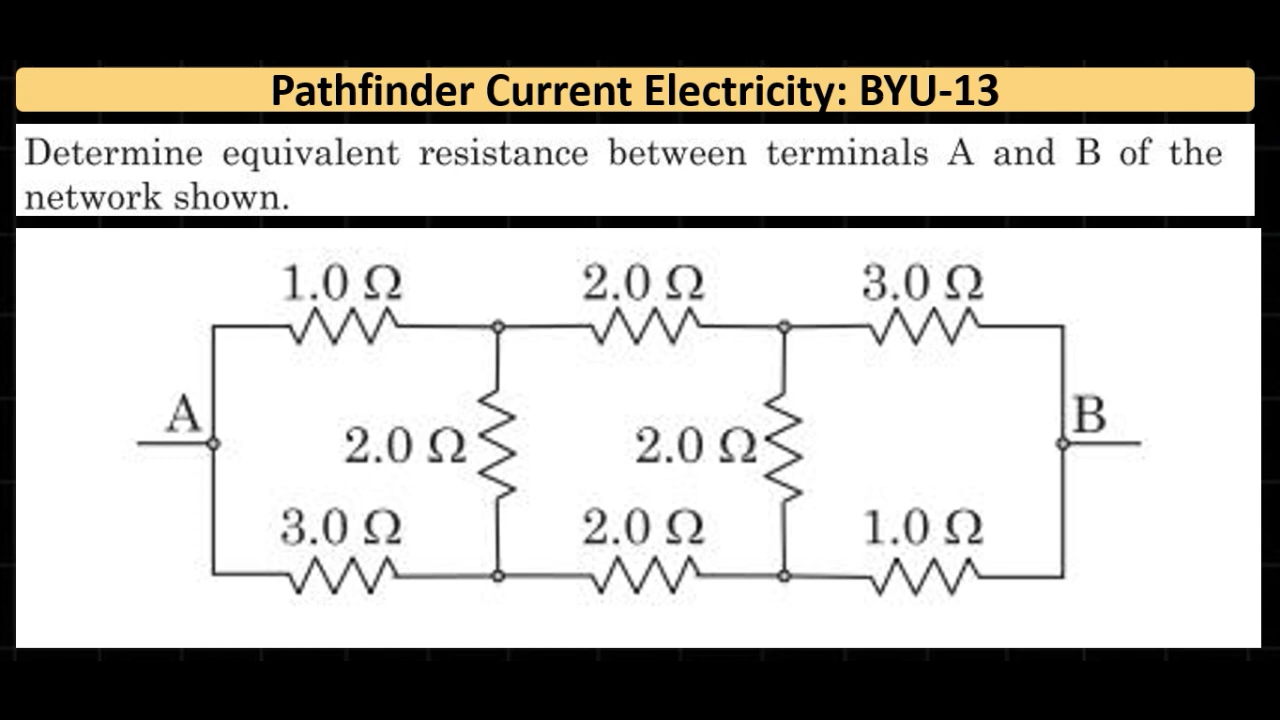 Pathfinder Current Electricity: BYU-13
Determine equivalent resistance between terminals A and B of the
network shown.
1.0 Ω 2.0 Ω 3.0 Ω
A 2.0 Ω 2.0 Ω B
3.0 Ω 2.0 Ω 1.0 Ω